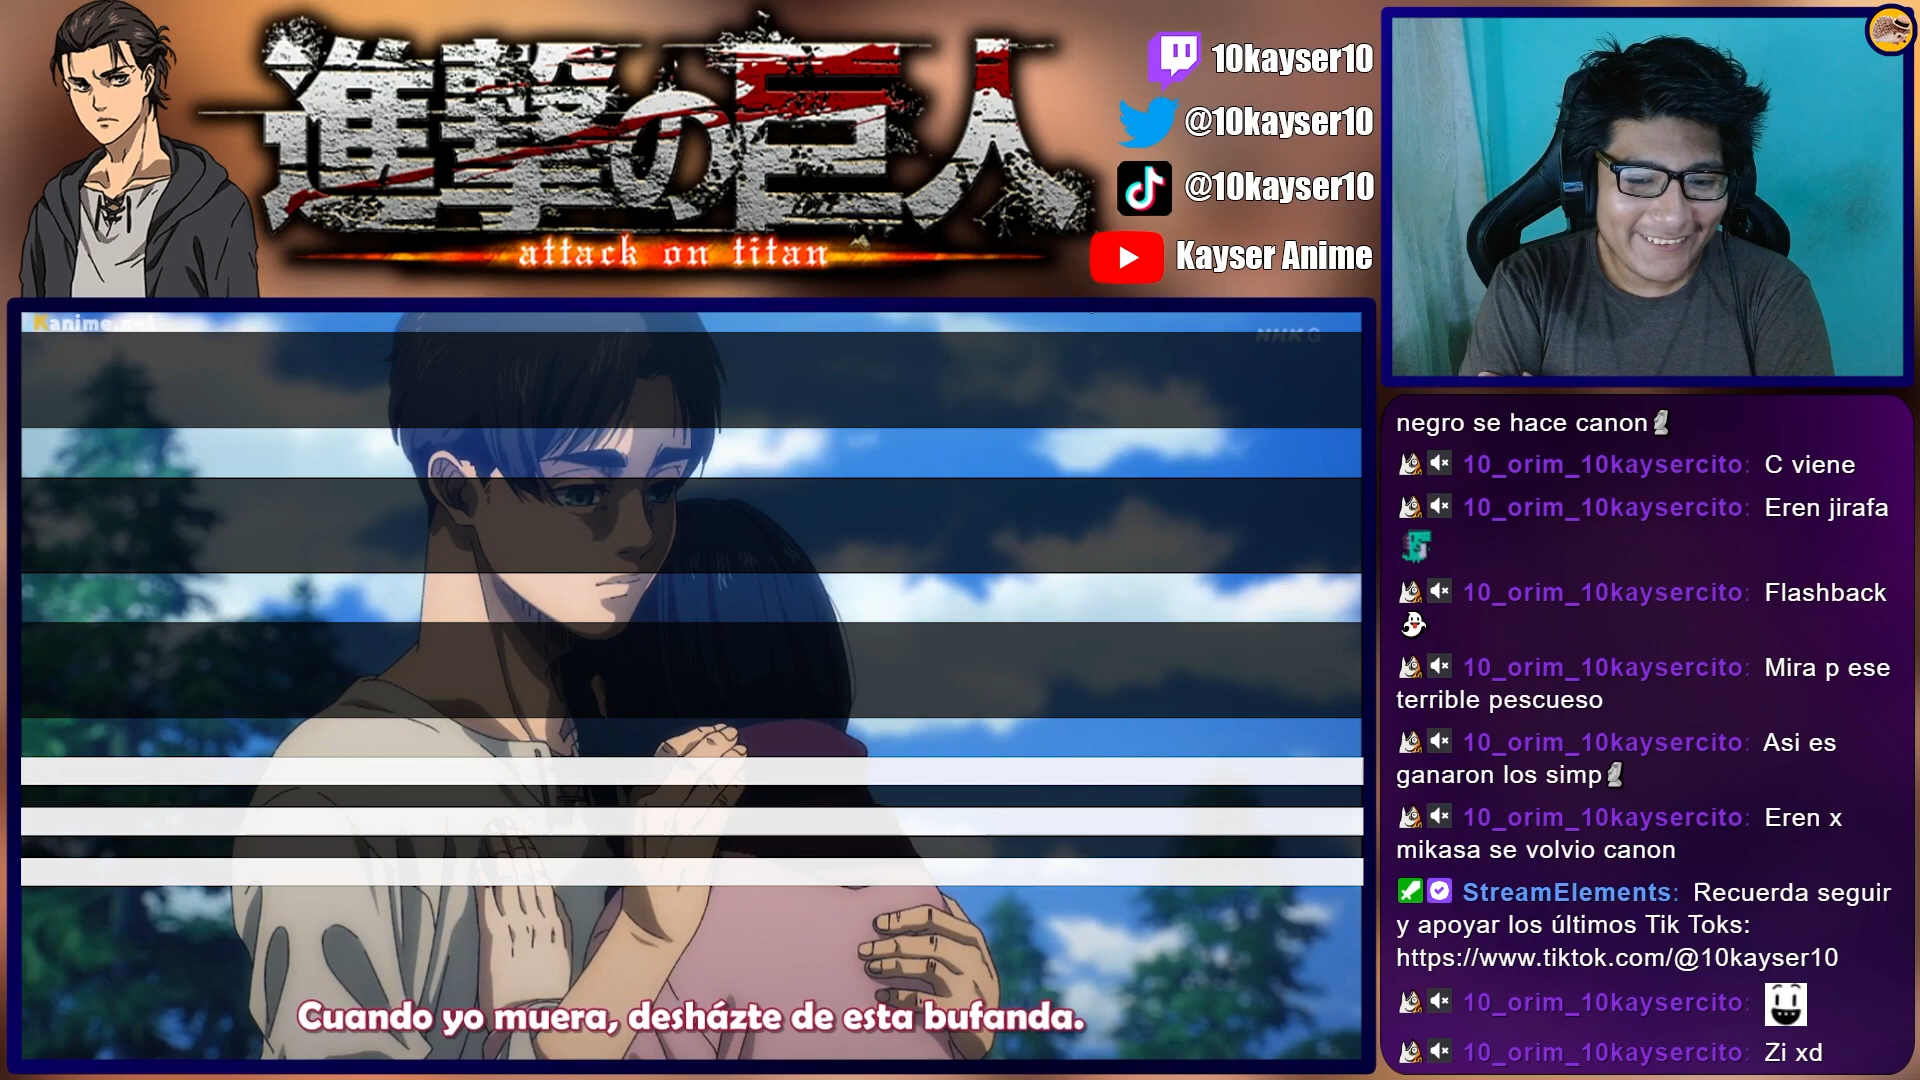 進撃の巨人
attack on titan
10kayser10
@10kayser10
@10kayser10
Kayser Anime
anime.net
NHK G
Cuando yo muera, desházte de esta bufanda.
negro se hace canon
10_orim_10kaysercito: C viene
10_orim_10kaysercito: Eren jirafa
10_orim_10kaysercito: Flashback
10_orim_10kaysercito: Mira p ese
terrible pescueso
10_orim_10kaysercito: Asi es
ganaron los simp
10_orim_10kaysercito: Eren x
mikasa se volvio canon
StreamElements: Recuerda seguir
y apoyar los últimos Tik Toks:
https://www.tiktok.com/@10kayser10
10_orim_10kaysercito:
10_orim_10kaysercito: Zi xd